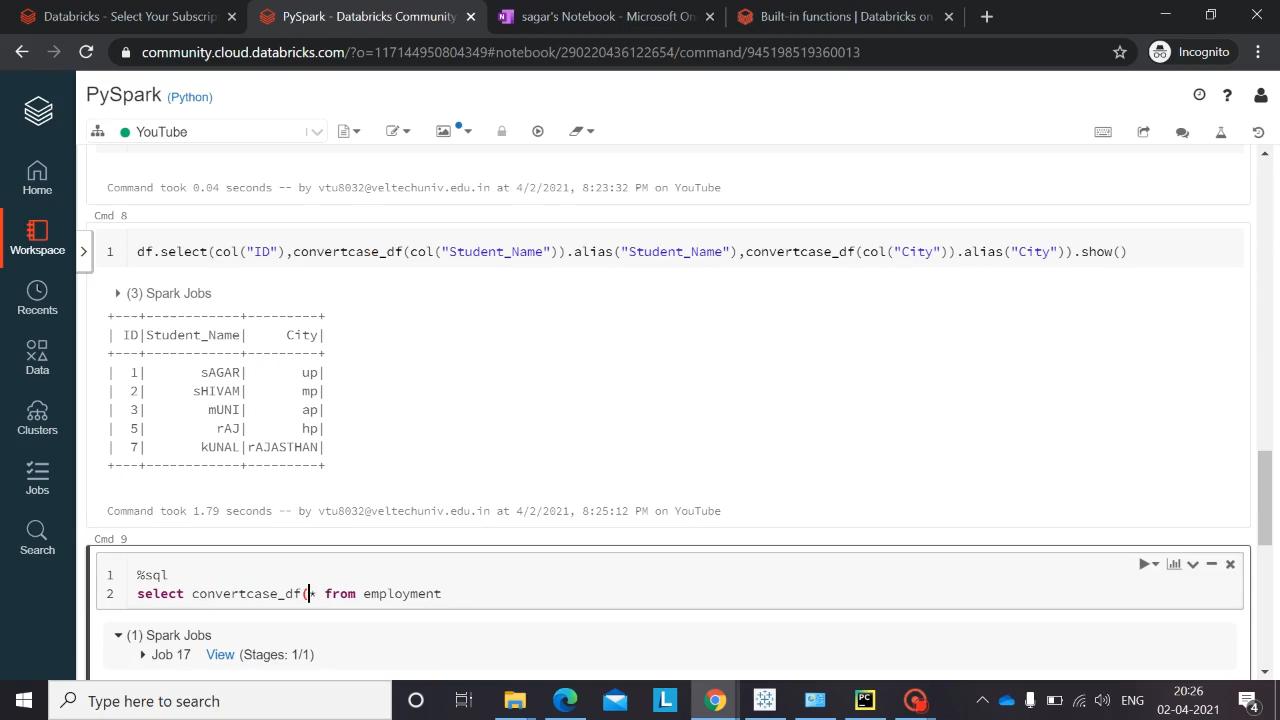 Databricks - Select Your Subscrip
PySpark - Databricks Community
sagar's Notebook - Microsoft On
Built-in functions | Databricks on
community.cloud.databricks.com/?o=117144950804349#notebook/290220436122654/command/945198519360013
Incognito
PySpark (Python)
YouTube
Home
Workspace
Recents
Data
Clusters
Jobs
Search
Command took 0.04 seconds -- by vtu8032@veltechuniv.edu.in at 4/2/2021, 8:23:32 PM on YouTube
Cmd 8
1 df.select(col("ID"),convertcase_df(col("Student_Name")).alias("Student_Name"),convertcase_df(col("City")).alias("City")).show()
(3) Spark Jobs
+---+------------+---------+
| ID|Student_Name|     City|
+---+------------+---------+
|  1|       sAGAR|       up|
|  2|      sHIVAM|       mp|
|  3|        mUNI|       ap|
|  5|         rAJ|       hp|
|  7|       kUNAL|rAJASTHAN|
+---+------------+---------+
Command took 1.79 seconds -- by vtu8032@veltechuniv.edu.in at 4/2/2021, 8:25:12 PM on YouTube
Cmd 9
1 %sql
2 select convertcase_df(* from employment
(1) Spark Jobs
Job 17 View (Stages: 1/1)
Type here to search
ENG
20:26
02-04-2021
4